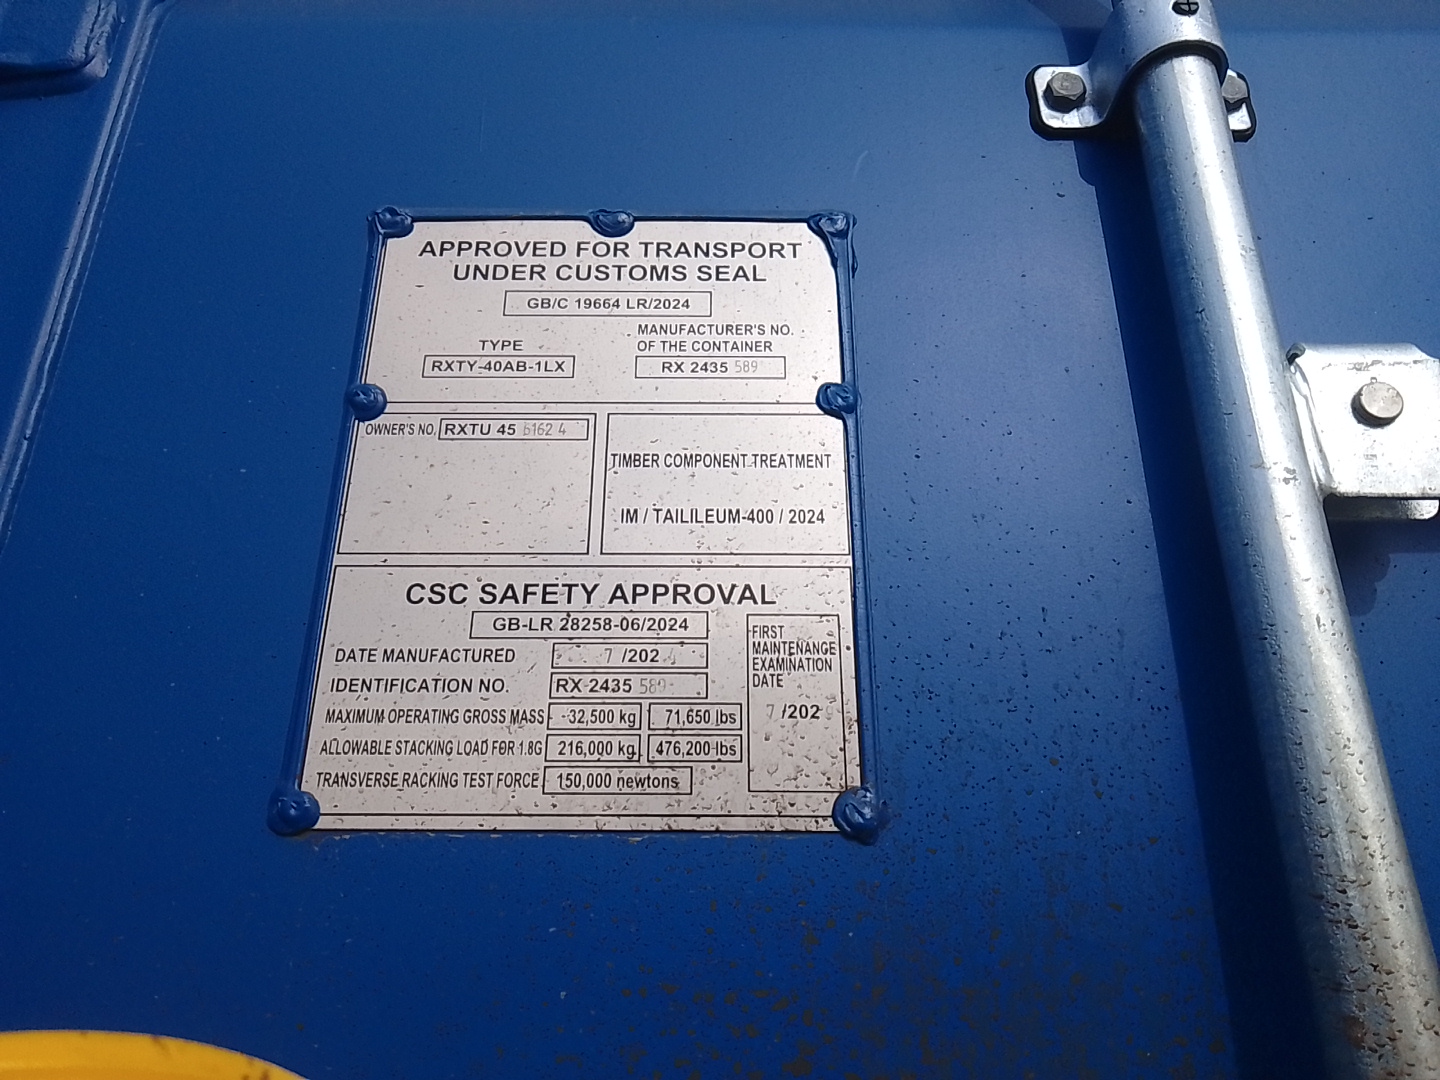 APPROVED FOR TRANSPORT
UNDER CUSTOMS SEAL
GB/C 19664 LR/2024
TYPE
RXTY-40AB-1LX
MANUFACTURER'S NO.
OF THE CONTAINER
RX 2435 589
OWNER'S NO. RXTU 45
TIMBER COMPONENT TREATMENT
IM / TAILILEUM-400 / 2024
CSC SAFETY APPROVAL
GB-LR 28258-06/2024
DATE MANUFACTURED 7 /202
IDENTIFICATION NO. RX 2435 589
MAXIMUM OPERATING GROSS MASS 32,500 kg 71,650 lbs
ALLOWABLE STACKING LOAD FOR 1.8G 216,000 kg 476,200 lbs
TRANSVERSE RACKING TEST FORCE 150,000 newtons
FIRST
MAINTENANCE
EXAMINATION
DATE
7 /202